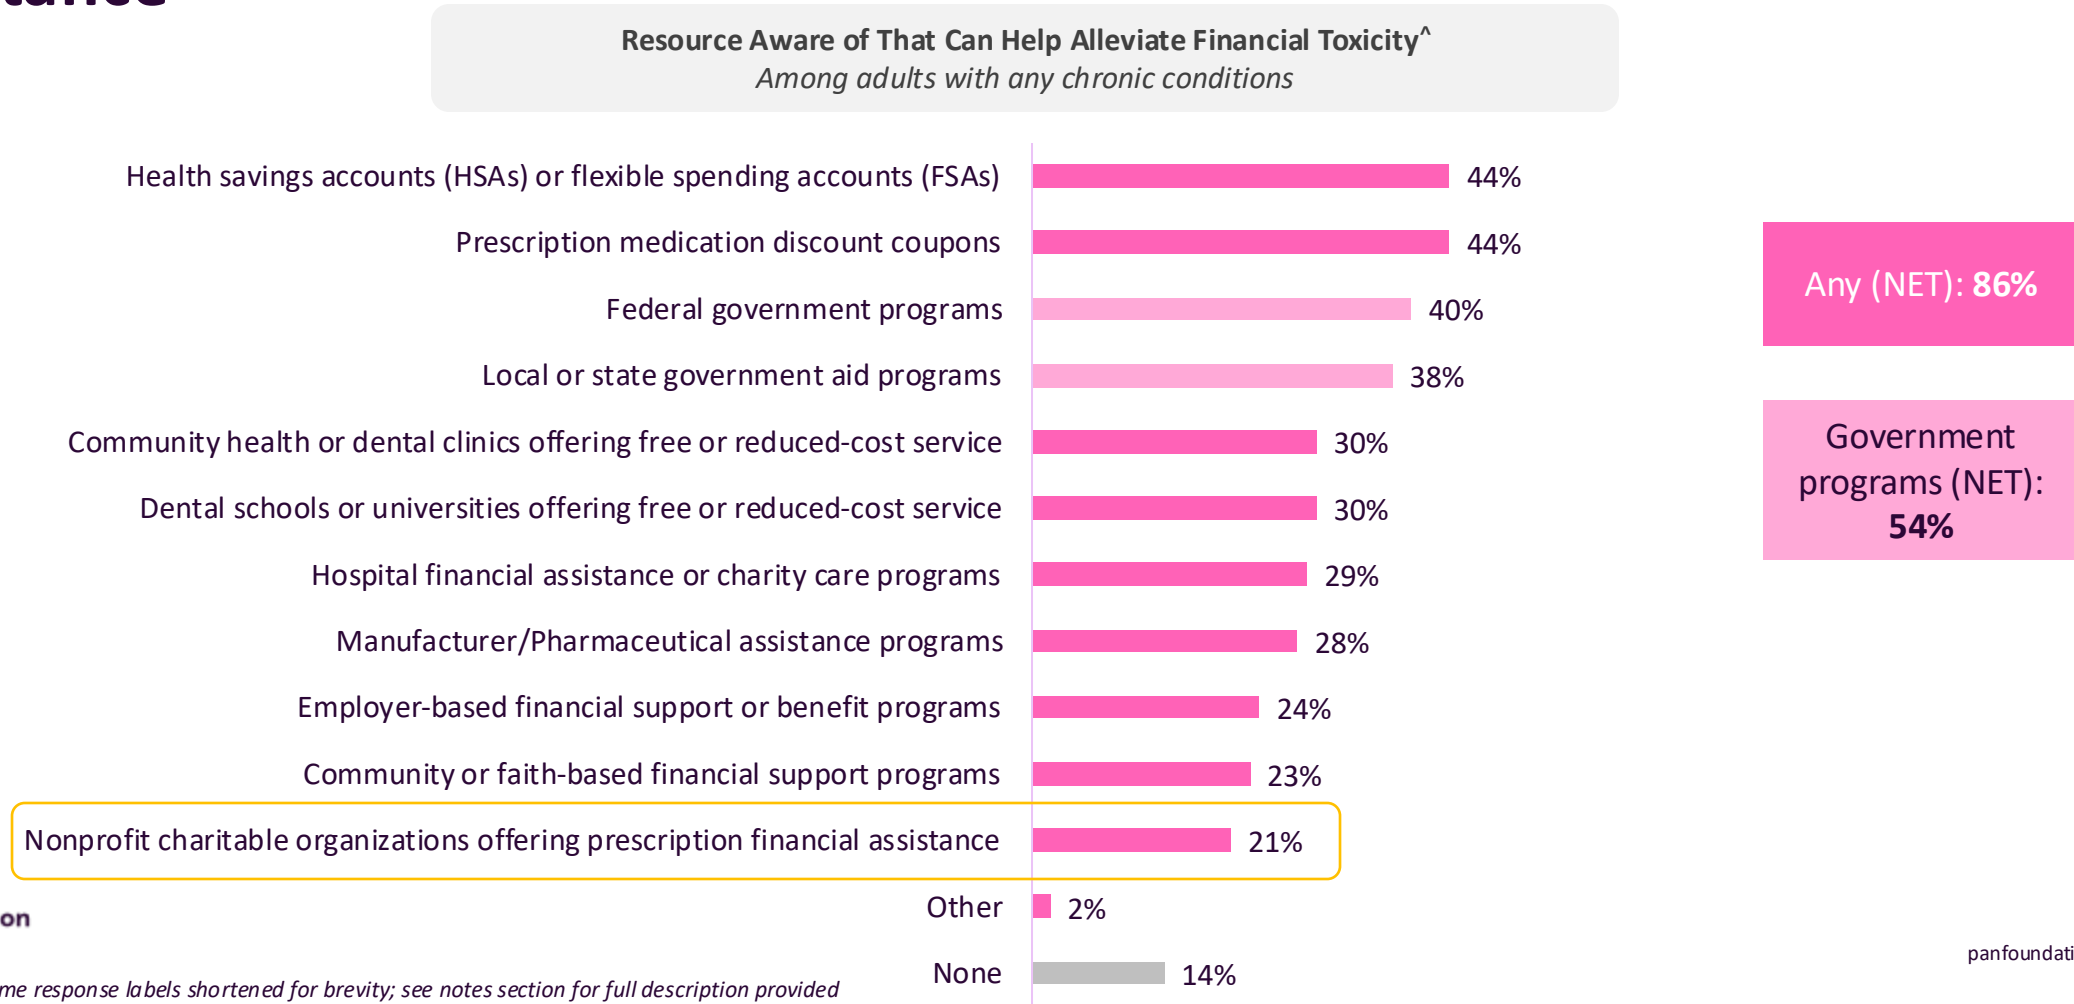 Resource Aware of That Can Help Alleviate Financial Toxicity^
Among adults with any chronic conditions
Health savings accounts (HSAs) or flexible spending accounts (FSAs) 44%
Prescription medication discount coupons 44%
Federal government programs 40%
Local or state government aid programs 38%
Community health or dental clinics offering free or reduced-cost service 30%
Dental schools or universities offering free or reduced-cost service 30%
Hospital financial assistance or charity care programs 29%
Manufacturer/Pharmaceutical assistance programs 28%
Employer-based financial support or benefit programs 24%
Community or faith-based financial support programs 23%
Nonprofit charitable organizations offering prescription financial assistance 21%
Other 2%
None 14%
Any (NET): 86%
Government
programs (NET):
54%
on
me response labels shortened for brevity; see notes section for full description provided
panfoundati